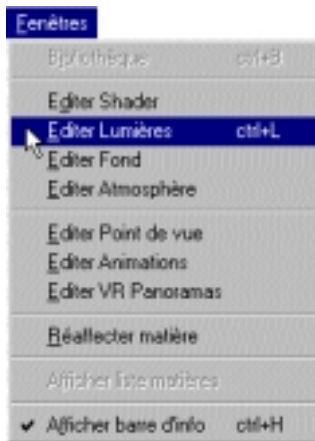 Fenêtres
Bibliothèque ctrl+B
Editer Shader
Editer Lumières ctrl+L
Editer Fond
Editer Atmosphère
Editer Point de vue
Editer Animations
Editer VR Panoramas
Réaffecter matière
Afficher liste matières
Afficher barre d'info ctrl+H